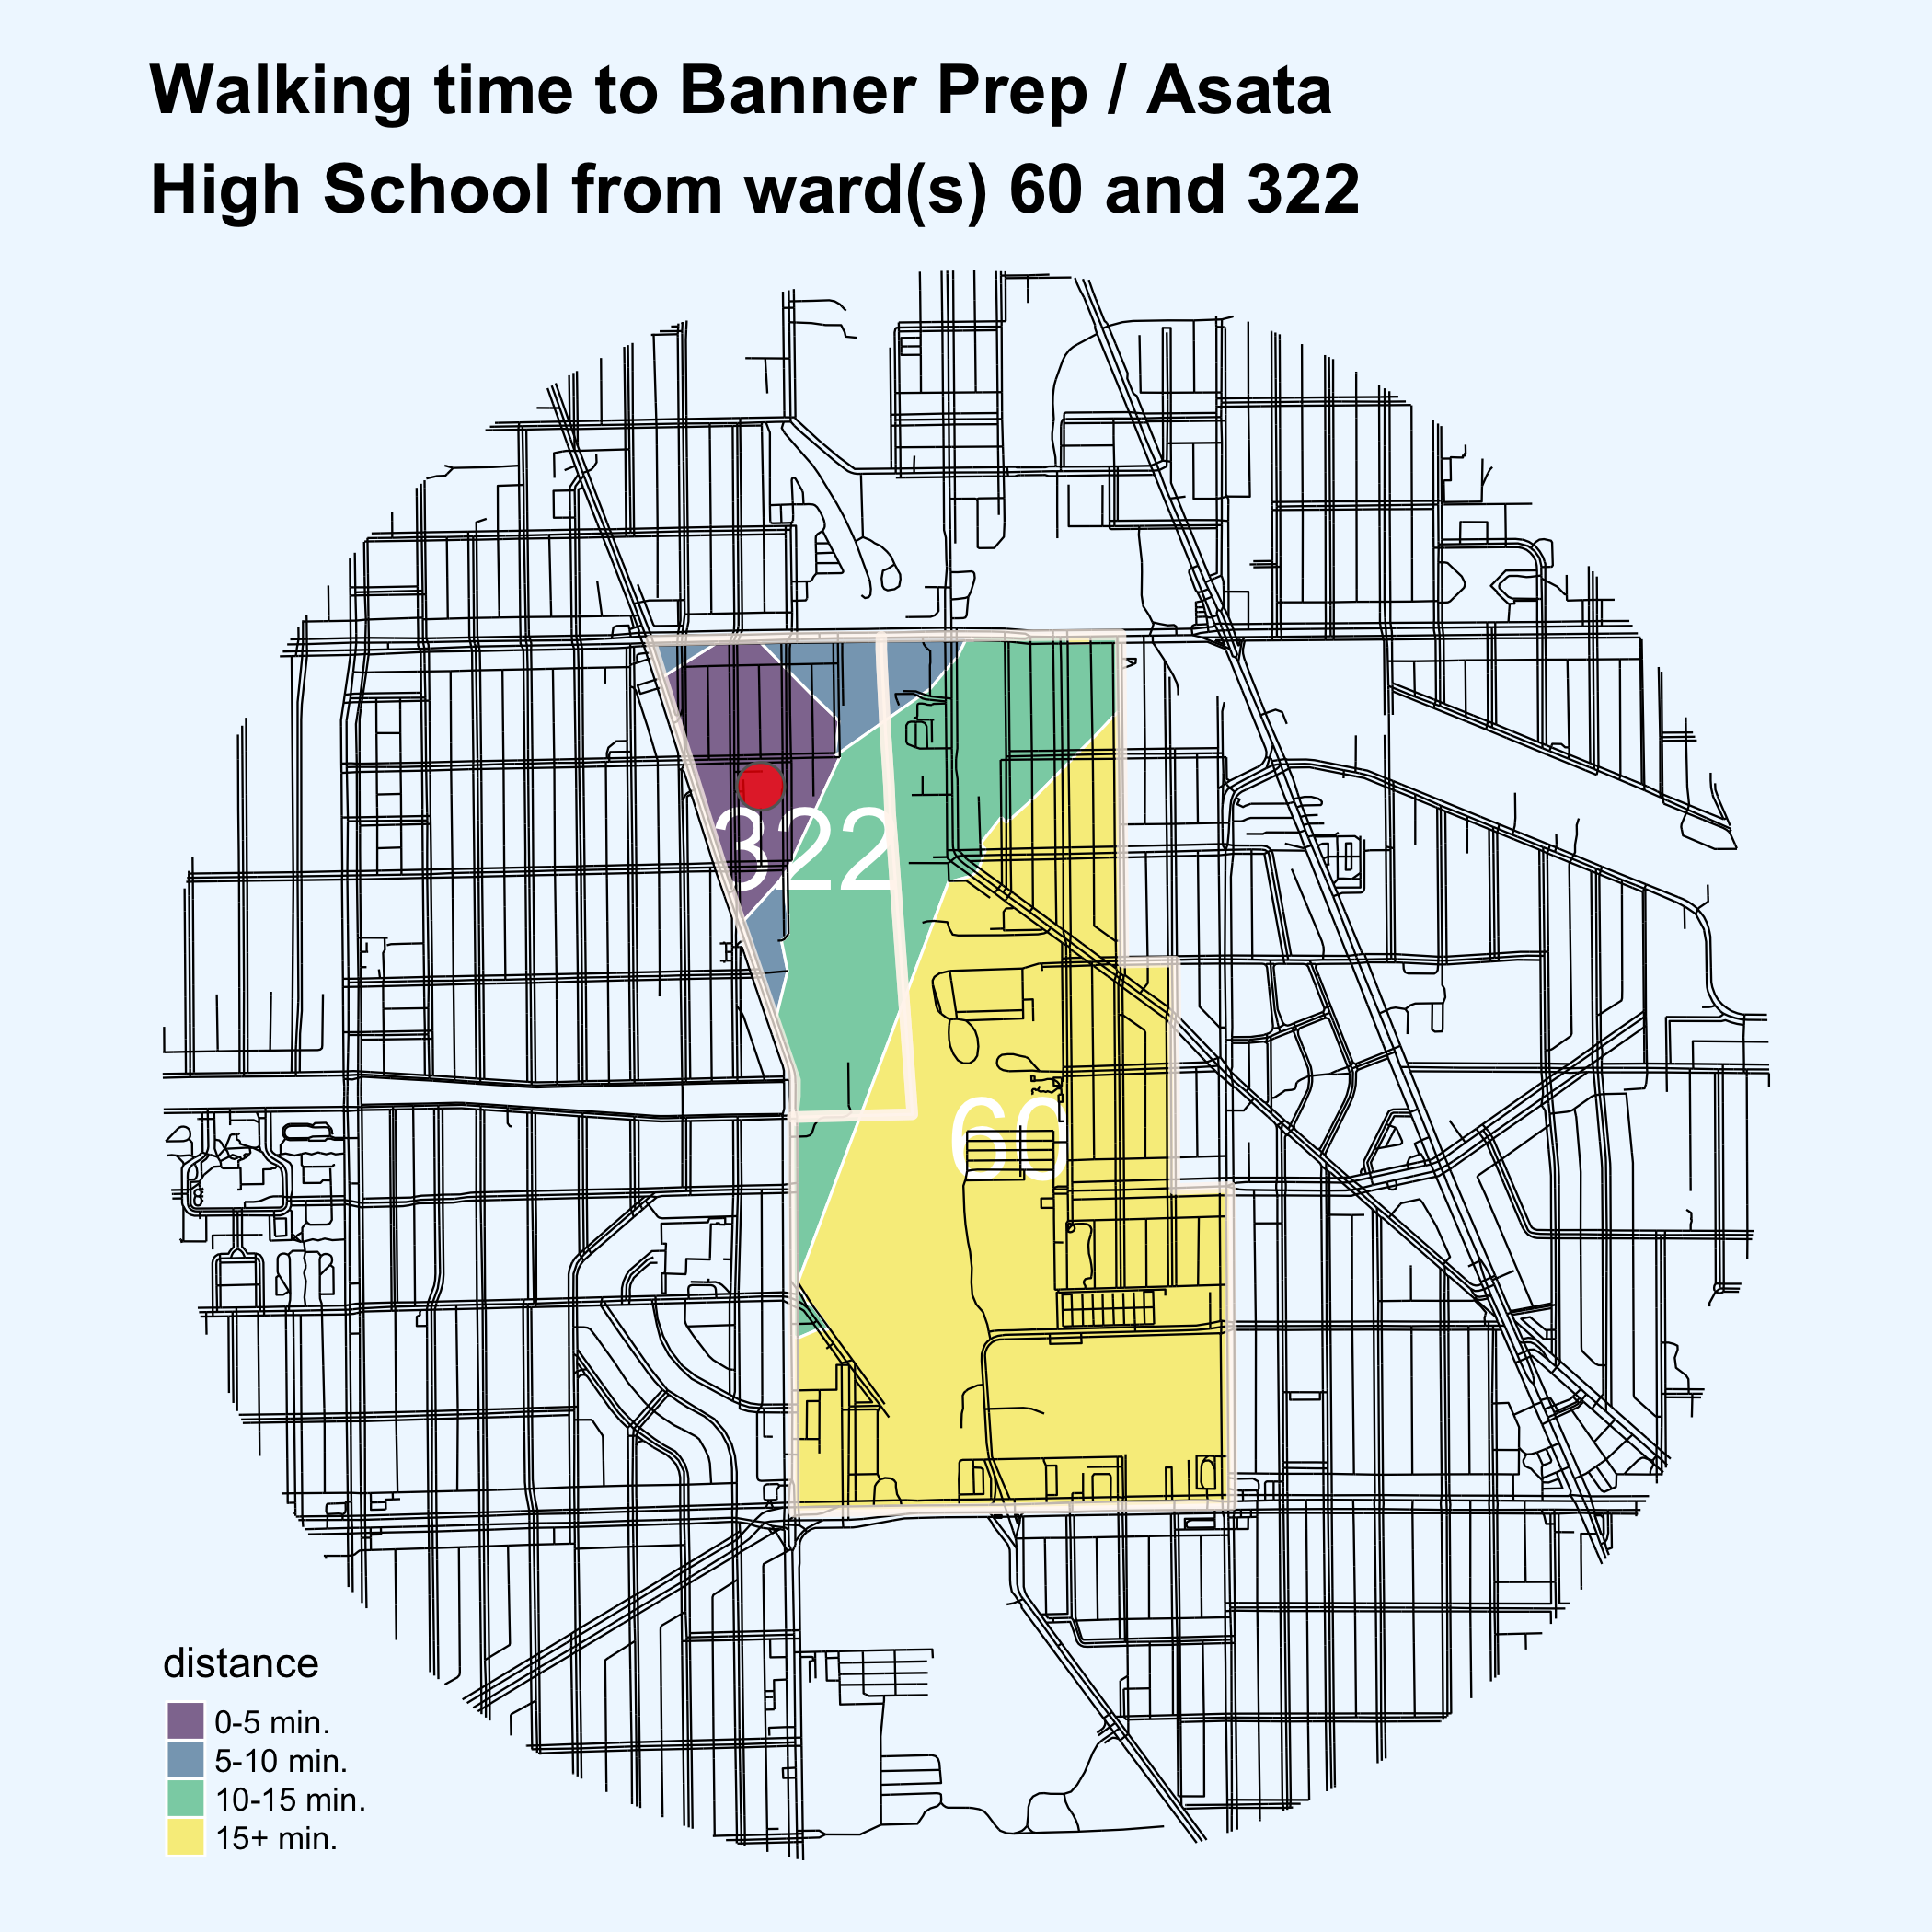 Walking time to Banner Prep / Asata
High School from ward(s) 60 and 322
322
60
distance
0-5 min.
5-10 min.
10-15 min.
15+ min.